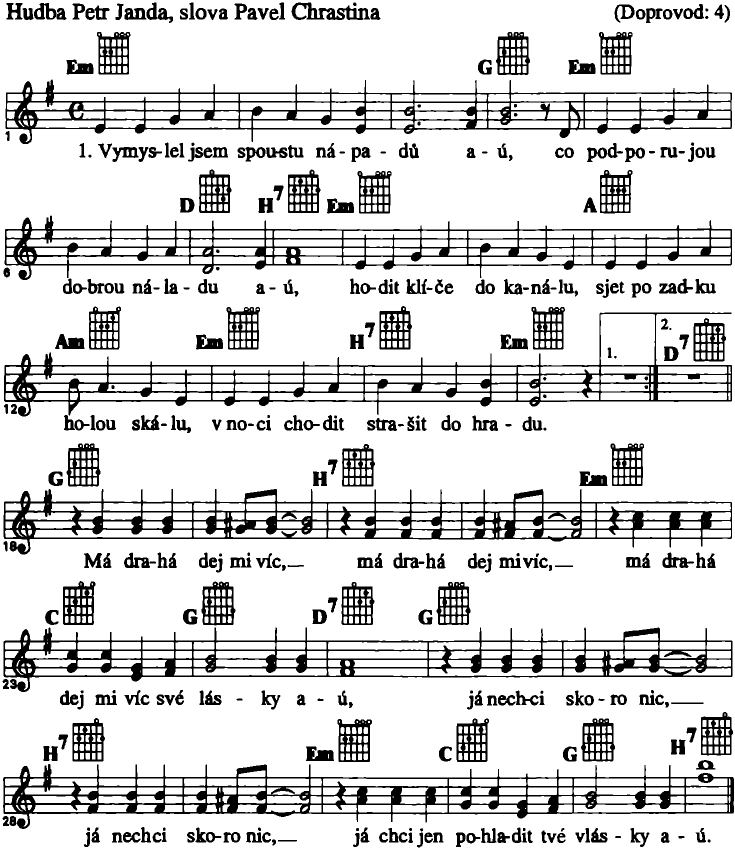 Hudba Petr Janda, slova Pavel Chrastina (Doprovod: 4)
Em G Em
1
1. Vymys-lel jsem spous-tu ná-pa-dů a-ú, co pod-po-ru-jou
D H7 Em A
6
do-brou ná-la-du a-ú, ho-dit klí-če do ka-ná-lu, sjet po zad-ku
Am Em H7 Em 1. 2. D7
12
ho-lou ská-lu, v no-ci cho-dit stra-šit do hra-du.
G H7 Em
18
Má dra-há dej mi víc, má dra-há dej mi víc, má dra-há
C G D7 G
23
dej mi víc své lás-ky a-ú, já nech-ci sko-ro nic,
H7 Em C G H7
28
já nech ci sko-ro nic, já chci jen po-hla-dit tvé vlás-ky a-ú.